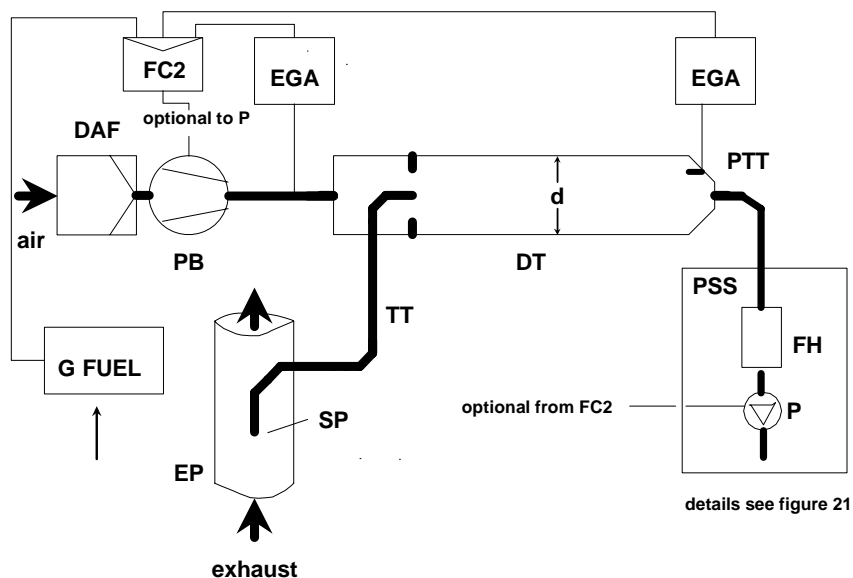 FC2
EGA
EGA
optional to P
DAF
PTT
d
air
PB
DT
PSS
TT
FH
G FUEL
optional from FC2
P
SP
EP
details see figure 21
exhaust